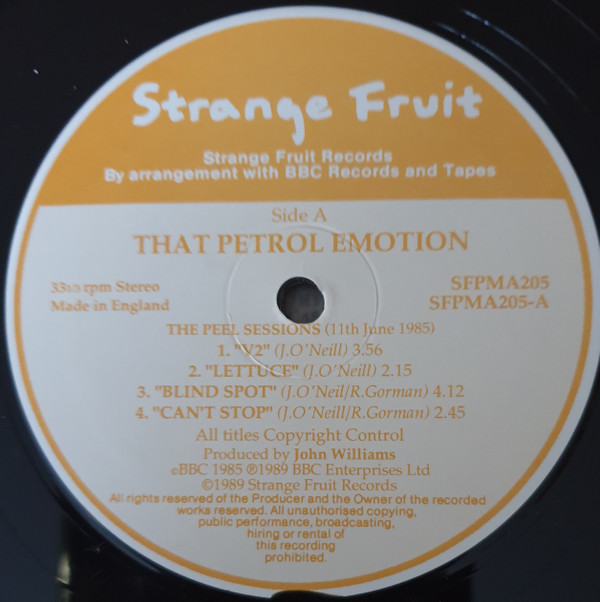 Strange Fruit
Strange Fruit Records
By arrangement with BBC Records and Tapes
Side A
THAT PETROL EMOTION
33 1/3 rpm Stereo
Made in England
SFPMA205
SFPMA205-A
THE PEEL SESSIONS (11th June 1985)
1. "V2" (J.O'Neill) 3.56
2. "LETTUCE" (J.O'Neill) 2.15
3. "BLIND SPOT" (J.O'Neil/R.Gorman) 4.12
4. "CAN'T STOP" (J.O'Neill/R.Gorman) 2.45
All titles Copyright Control
Produced by John Williams
©BBC 1985 ℗1989 BBC Enterprises Ltd
©1989 Strange Fruit Records
All rights reserved of the Producer and the Owner of the recorded
works reserved. All unauthorised copying,
public performance, broadcasting,
hiring or rental of
this recording
prohibited.